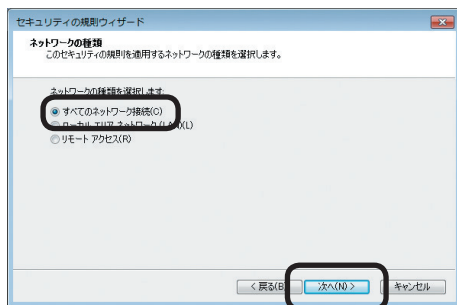 セキュリティの規則ウィザード
ネットワークの種類
このセキュリティの規則を適用するネットワークの種類を選択します。
ネットワークの種類を選択します
すべてのネットワーク接続(C)
ローカル エリア ネットワーク (LAN)(L)
リモート アクセス(R)
< 戻る(B 次へ(N) > キャンセル